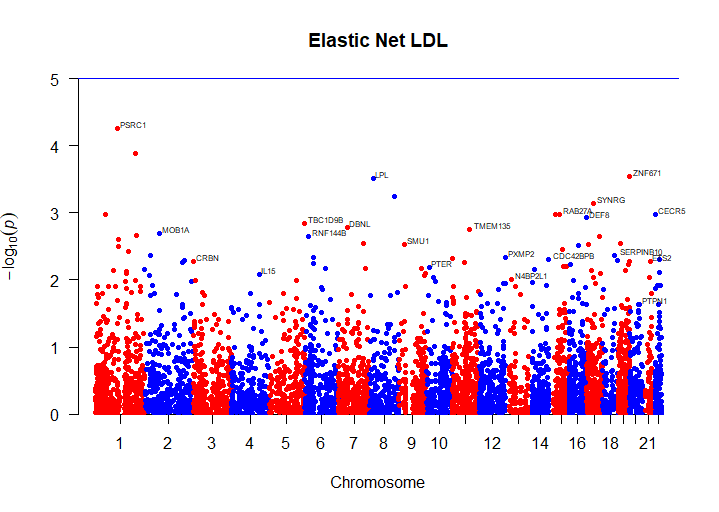 Elastic Net LDL
−log10(p)
5
4
3
2
1
0
PSRC1
LPL
ZNF671
SYNRG
RAB27A
DEF8
CECR5
TBC1D9B
DBNL
TMEM135
MOB1A
RNF144B
SMU1
SERPINB10
CDC42BPB
PXMP2
CRBN
PTER
IL15
N4BP2L1
PTPN1
1 2 3 4 5 6 7 8 9 10 12 14 16 18 21
Chromosome